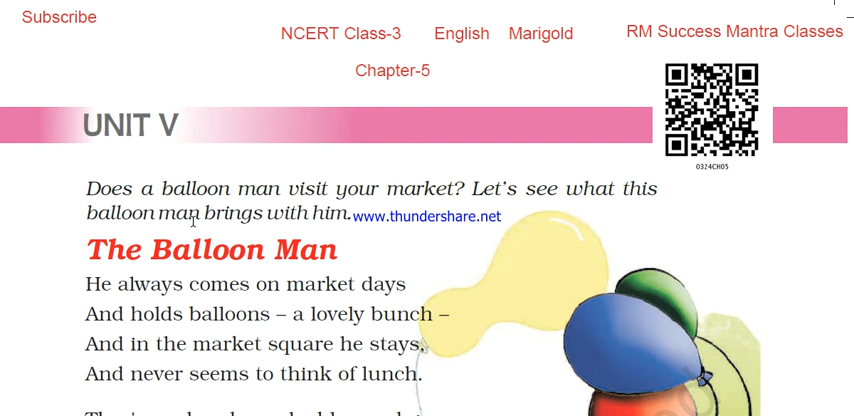 Subscribe
NCERT Class-3 English Marigold
RM Success Mantra Classes
Chapter-5
UNIT V
0324CH05
Does a balloon man visit your market? Let's see what this
balloon man brings with him. www.thundershare.net
The Balloon Man
He always comes on market days
And holds balloons – a lovely bunch –
And in the market square he stays,
And never seems to think of lunch.